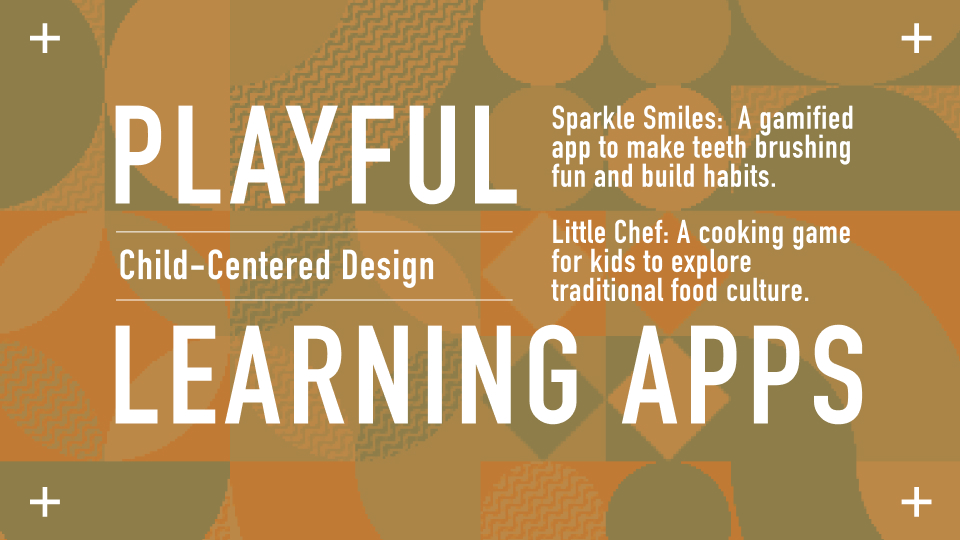 PLAYFUL
Child-Centered Design
LEARNING APPS
Sparkle Smiles:  A gamified
app to make teeth brushing
fun and build habits.
Little Chef: A cooking game
for kids to explore
traditional food culture.